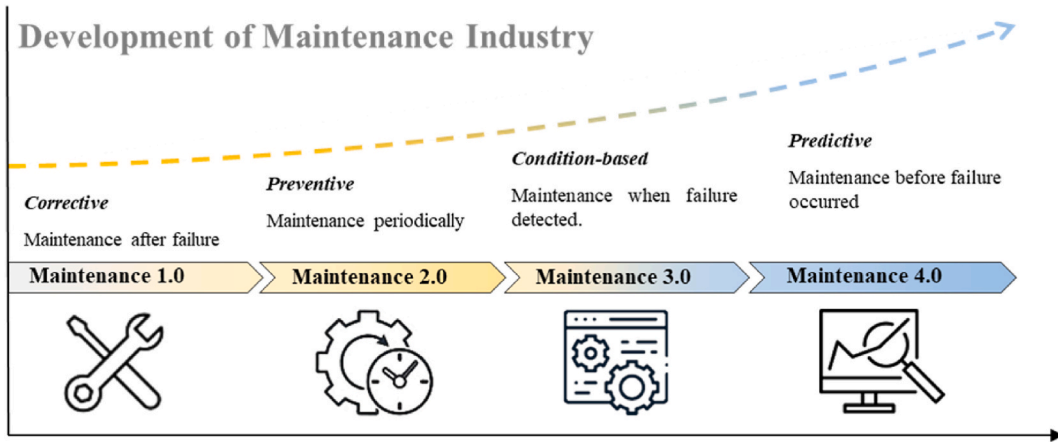 Development of Maintenance Industry
Corrective
Maintenance after failure
Maintenance 1.0
Preventive
Maintenance periodically
Maintenance 2.0
Condition-based
Maintenance when failure
detected.
Maintenance 3.0
Predictive
Maintenance before failure
occurred
Maintenance 4.0